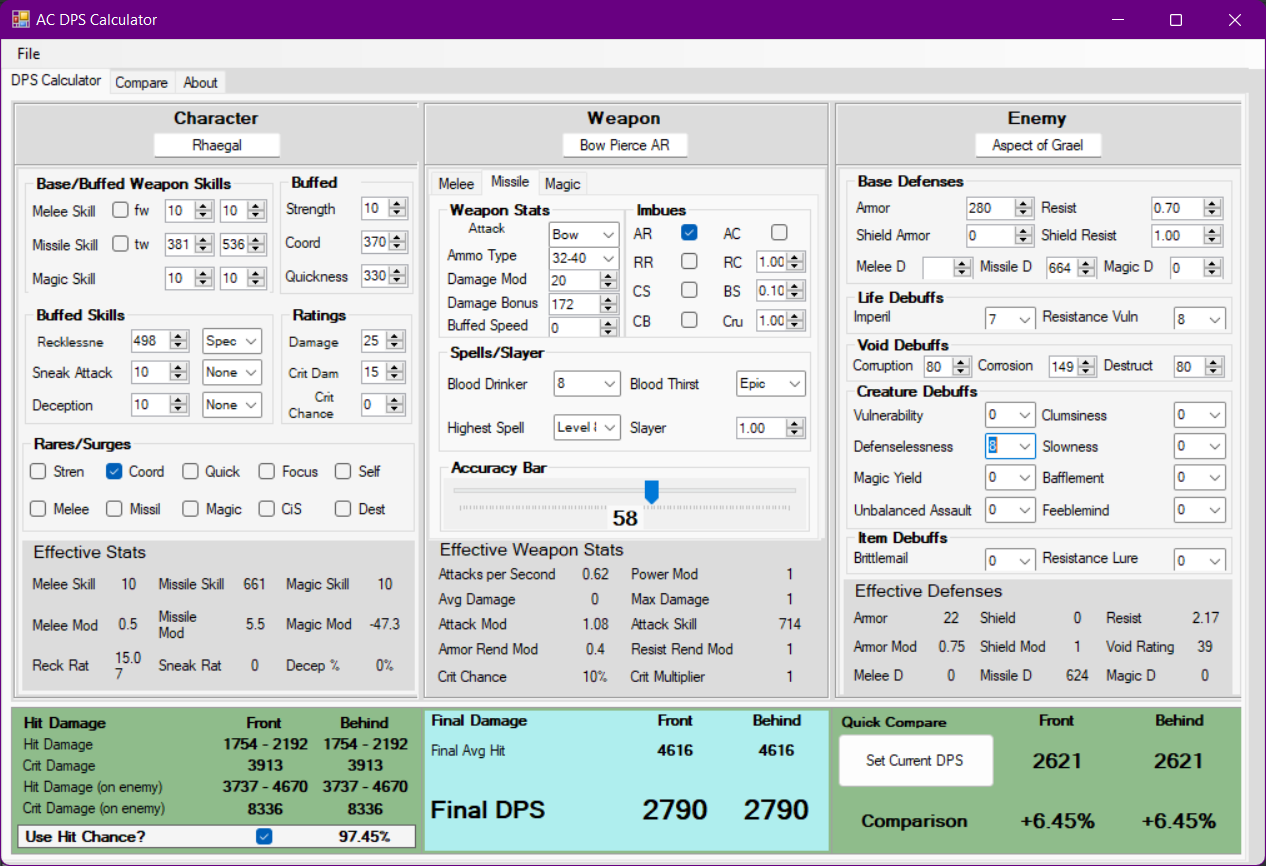 AC DPS Calculator
File
DPS Calculator Compare About
Character
Rhaegal
Base/Buffed Weapon Skills
Melee Skill fw 10 10
Missile Skill tw 381 536
Magic Skill 10 10
Buffed
Strength 10
Coord 370
Quickness 330
Buffed Skills
Recklessne 498 Spec
Sneak Attack 10 None
Deception 10 None
Ratings
Damage 25
Crit Dam 15
Crit Chance 0
Rares/Surges
Stren Coord Quick Focus Self
Melee Missil Magic CiS Dest
Effective Stats
Melee Skill 10 Missile Skill 661 Magic Skill 10
Melee Mod 0.5 Missile Mod 5.5 Magic Mod -47.3
Reck Rat 15.07 Sneak Rat 0 Decep % 0%
Weapon
Bow Pierce AR
Melee Missile Magic
Weapon Stats
Attack Bow
Ammo Type 32-40
Damage Mod 20
Damage Bonus 172
Buffed Speed 0
Imbues
AR AC
RR RC 1.00
CS BS 0.10
CB Cru 1.00
Spells/Slayer
Blood Drinker 8 Blood Thirst Epic
Highest Spell Level 8 Slayer 1.00
Accuracy Bar
58
Effective Weapon Stats
Attacks per Second 0.62 Power Mod 1
Avg Damage 0 Max Damage 1
Attack Mod 1.08 Attack Skill 714
Armor Rend Mod 0.4 Resist Rend Mod 1
Crit Chance 10% Crit Multiplier 1
Enemy
Aspect of Grael
Base Defenses
Armor 280 Resist 0.70
Shield Armor 0 Shield Resist 1.00
Melee D Missile D 664 Magic D 0
Life Debuffs
Imperil 7 Resistance Vuln 8
Void Debuffs
Corruption 80 Corrosion 149 Destruct 80
Creature Debuffs
Vulnerability 0 Clumsiness 0
Defenselessness 8 Slowness 0
Magic Yield 0 Bafflement 0
Unbalanced Assault 0 Feeblemind 0
Item Debuffs
Brittlemail 0 Resistance Lure 0
Effective Defenses
Armor 22 Shield 0 Resist 2.17
Armor Mod 0.75 Shield Mod 1 Void Rating 39
Melee D 0 Missile D 624 Magic D 0
Hit Damage Front Behind
Hit Damage 1754 - 2192 1754 - 2192
Crit Damage 3913 3913
Hit Damage (on enemy) 3737 - 4670 3737 - 4670
Crit Damage (on enemy) 8336 8336
Use Hit Chance? 97.45%
Final Damage Front Behind
Final Avg Hit 4616 4616
Final DPS 2790 2790
Quick Compare Front Behind
Set Current DPS 2621 2621
Comparison +6.45% +6.45%